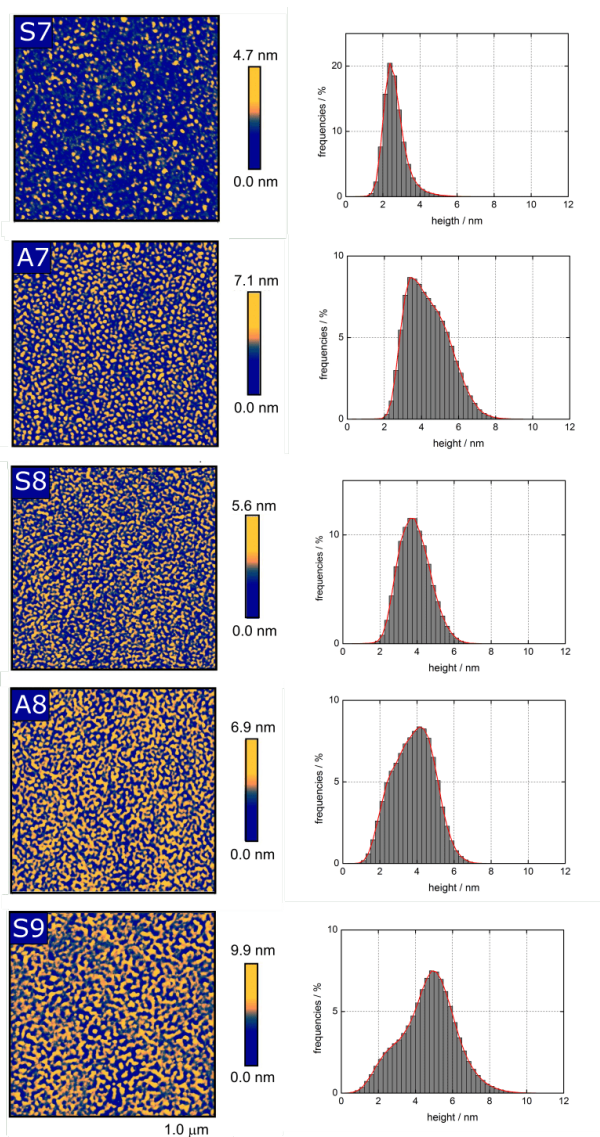 S7
4.7 nm
0.0 nm
frequencies / %
20
10
0
0 2 4 6 8 10 12
heigth / nm
A7
7.1 nm
0.0 nm
frequencies / %
10
5
0
0 2 4 6 8 10 12
height / nm
S8
5.6 nm
0.0 nm
frequencies / %
10
0
0 2 4 6 8 10 12
height / nm
A8
6.9 nm
0.0 nm
frequencies / %
10
5
0
0 2 4 6 8 10 12
height / nm
S9
9.9 nm
0.0 nm
1.0 μm
frequencies / %
10
5
0
0 2 4 6 8 10 12
height / nm